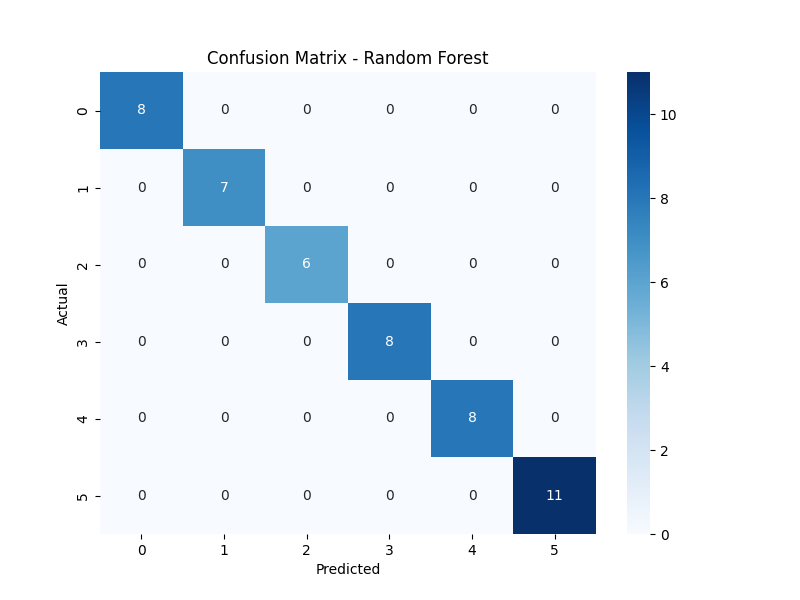 Confusion Matrix - Random Forest
0 8 0 0 0 0 0
1 0 7 0 0 0 0
2 0 0 6 0 0 0
3 0 0 0 8 0 0
4 0 0 0 0 8 0
5 0 0 0 0 0 11
0 1 2 3 4 5
Actual
Predicted
10
8
6
4
2
0